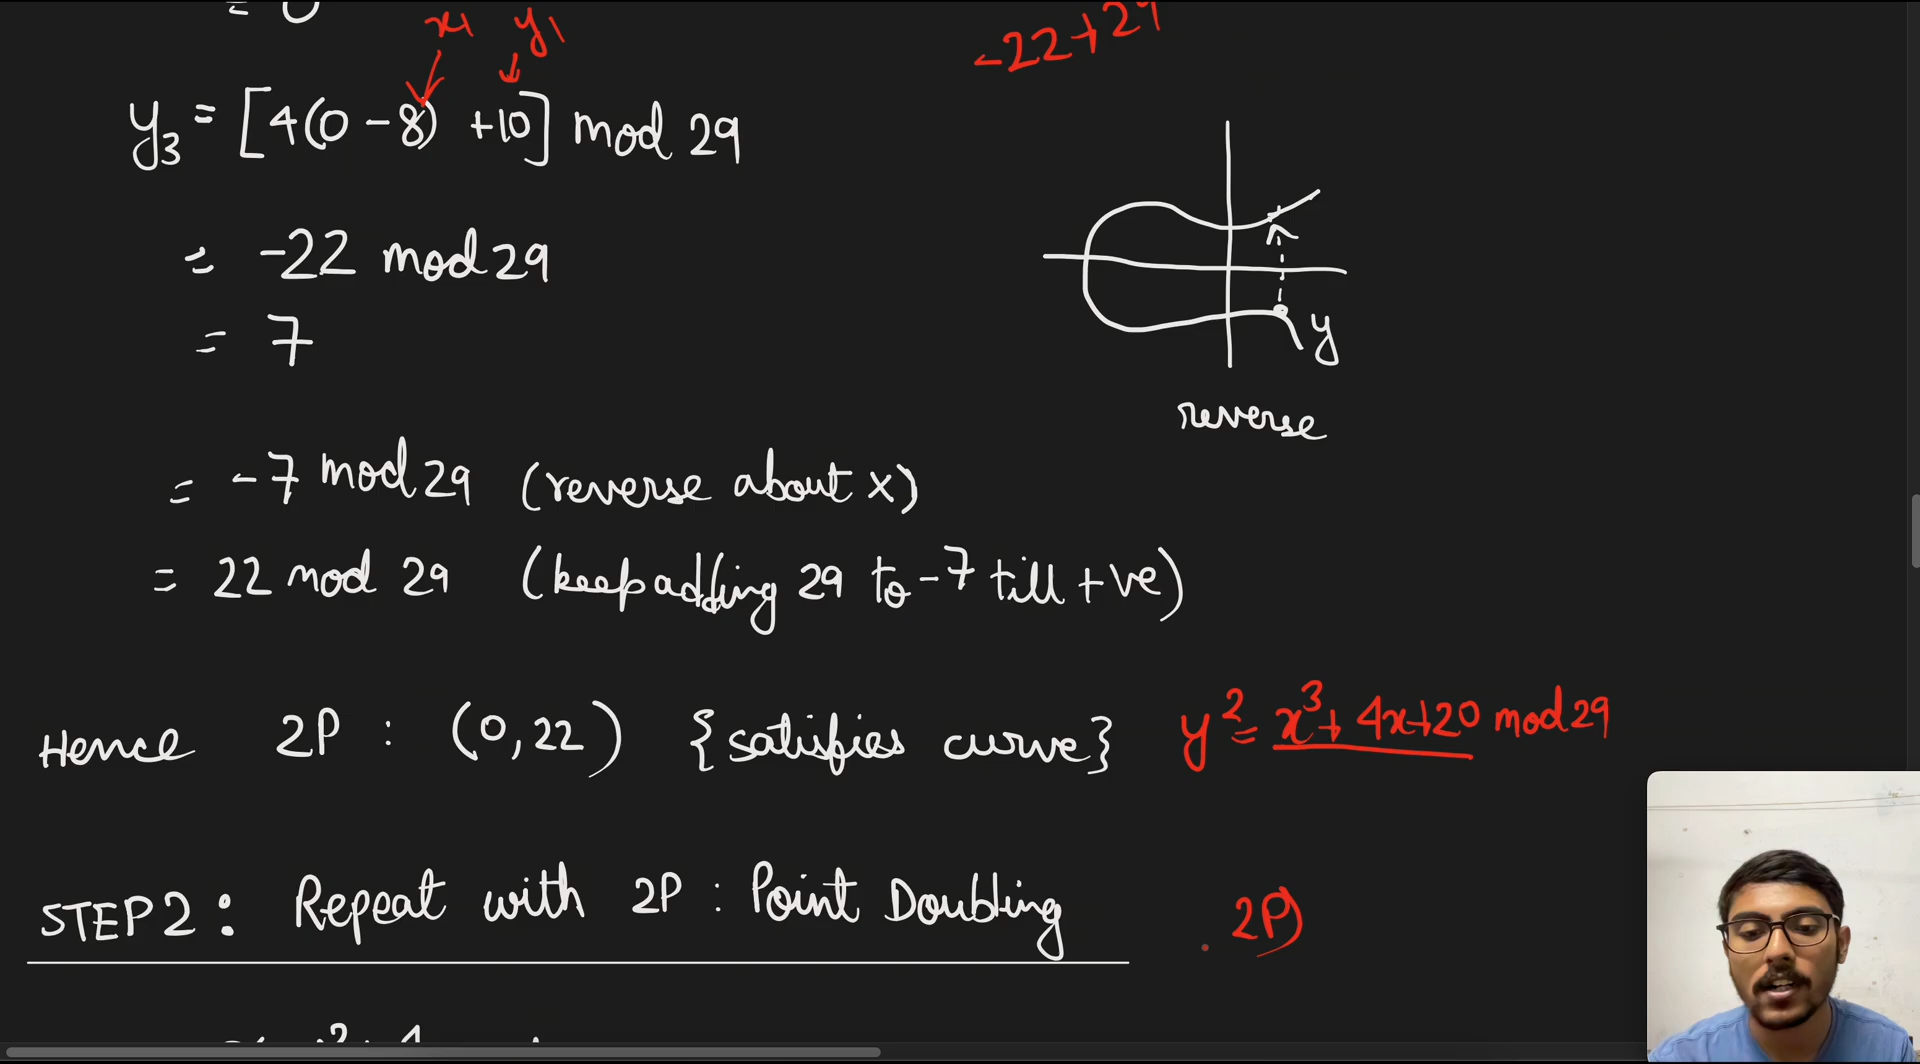 = 0
x1 y1
-22+29
y3 = [4(0 - 8) +10] mod 29
= -22 mod 29
= 7
y
reverse
= -7 mod 29 (reverse about x)
= 22 mod 29 (keep adding 29 to -7 till +ve)
Hence 2P : (0, 22) {satisfies curve} y² = x³ + 4x+20 mod 29
STEP 2 : Repeat with 2P : Point Doubling
2P)